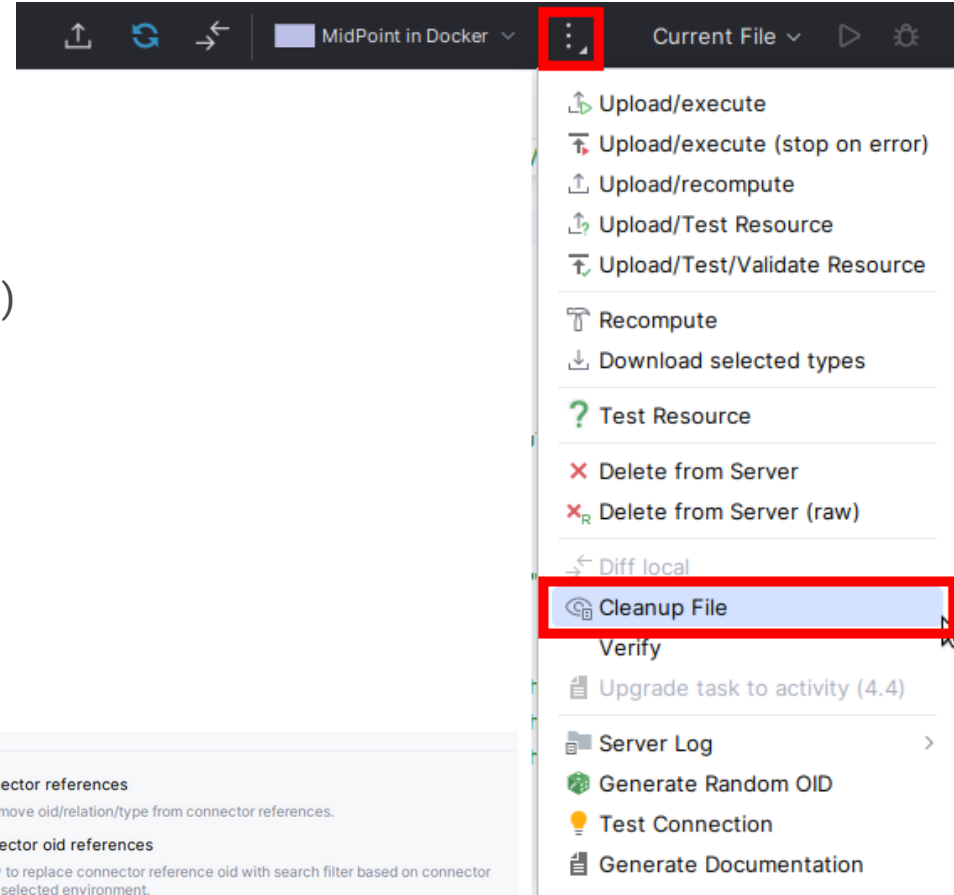 MidPoint in Docker
Current File
Upload/execute
Upload/execute (stop on error)
Upload/recompute
Upload/Test Resource
Upload/Test/Validate Resource
)
Recompute
Download selected types
Test Resource
Delete from Server
Delete from Server (raw)
Diff local
Cleanup File
Verify
Upgrade task to activity (4.4)
Server Log
Generate Random OID
Test Connection
Generate Documentation
ector references
move oid/relation/type from connector references.
ector oid references
to replace connector reference oid with search filter based on connector
selected environment.